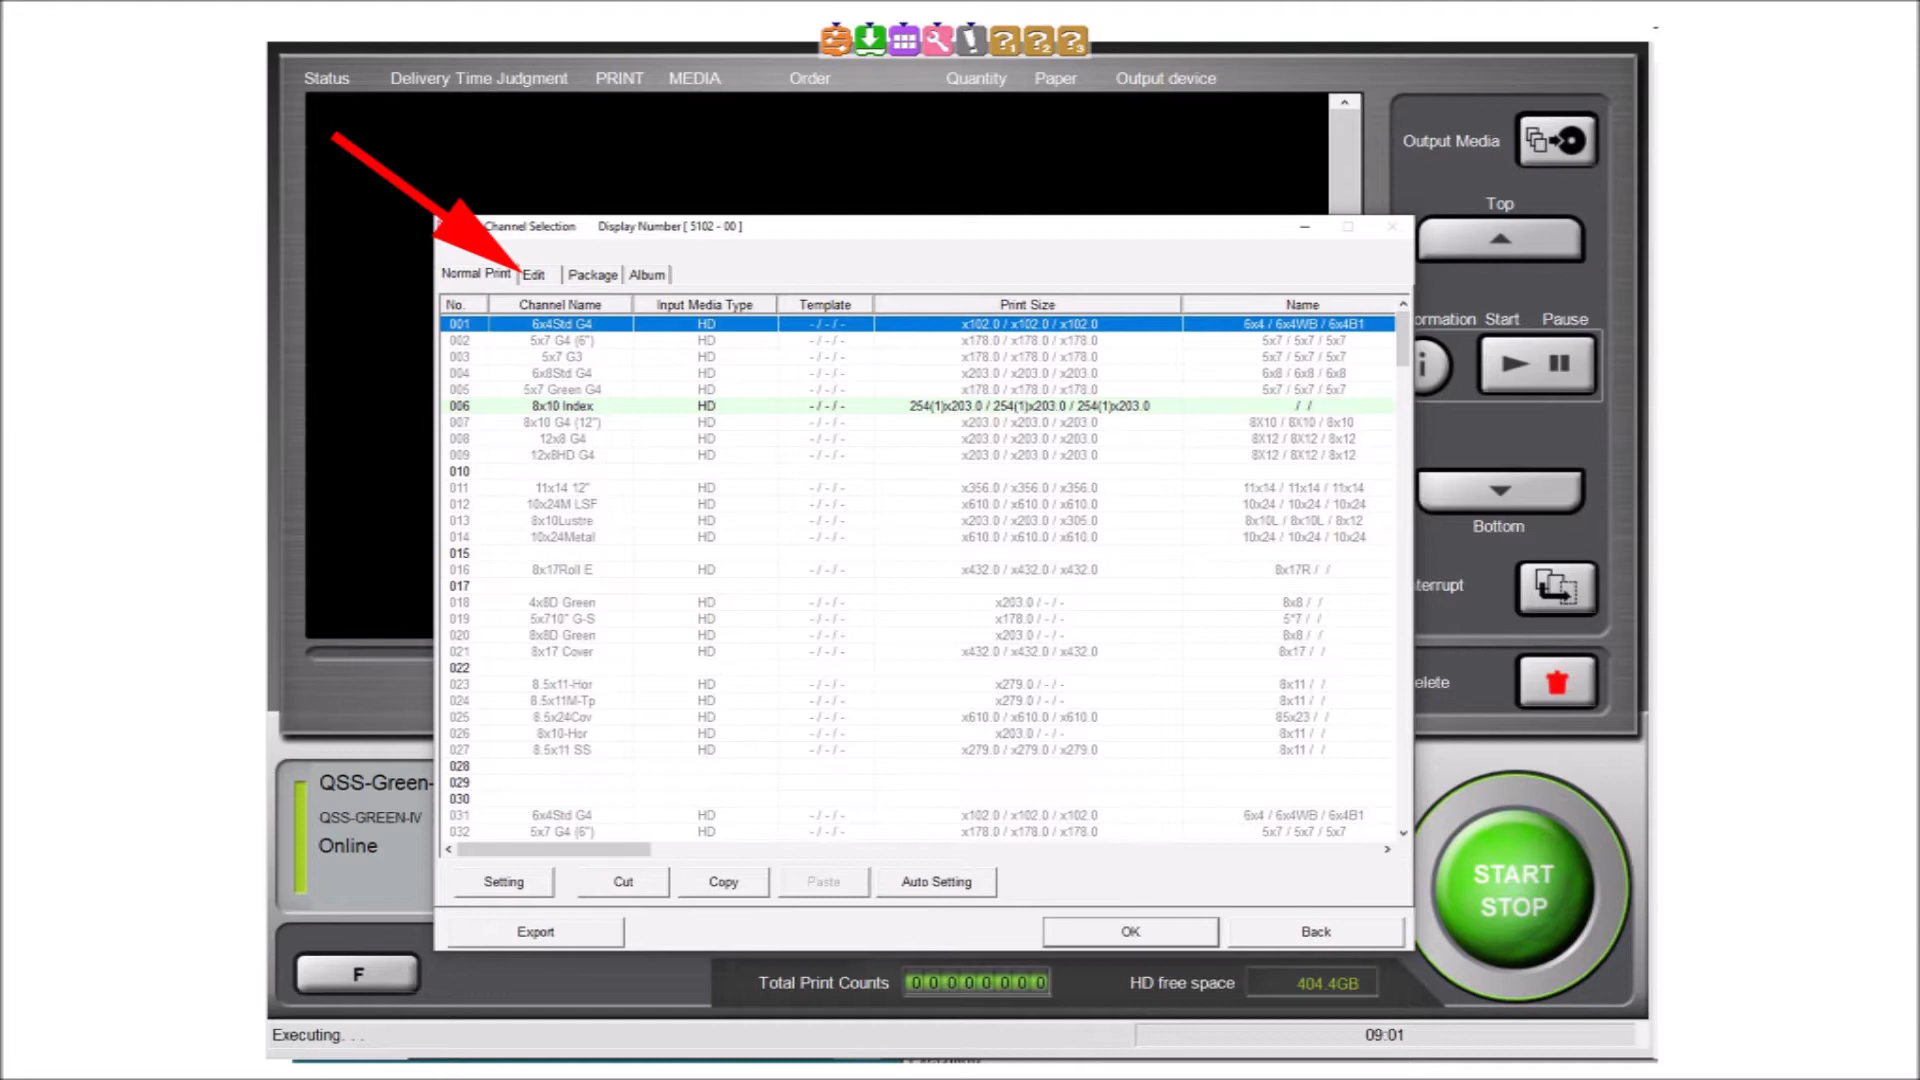 Status Delivery Time Judgment PRINT MEDIA Order Quantity Paper Output device
Output Media
Top
Channel Selection Display Number [ 5102 - 00 ]
Normal Print Edit Package Album
No. Channel Name Input Media Type Template Print Size Name
001 6x4Std G4 HD - / - / - x102.0 / x102.0 / x102.0 6x4 / 6x4WB / 6x4B1
002 5x7 G4 (6") HD - / - / - x178.0 / x178.0 / x178.0 5x7 / 5x7 / 5x7
003 5x7 G3 HD - / - / - x178.0 / x178.0 / x178.0 5x7 / 5x7 / 5x7
004 6x8Std G4 HD - / - / - x203.0 / x203.0 / x203.0 6x8 / 6x8 / 6x8
005 5x7 Green G4 HD - / - / - x178.0 / x178.0 / x178.0 5x7 / 5x7 / 5x7
006 8x10 Index HD - / - / - 254(1)x203.0 / 254(1)x203.0 / 254(1)x203.0 / /
007 8x10 G4 (12") HD - / - / - x203.0 / x203.0 / x203.0 8X10 / 8X10 / 8x10
008 12x8 G4 HD - / - / - x203.0 / x203.0 / x203.0 8X12 / 8X12 / 8x12
009 12x8HD G4 HD - / - / - x203.0 / x203.0 / x203.0 8X12 / 8X12 / 8x12
010
011 11x14 12" HD - / - / - x356.0 / x356.0 / x356.0 11x14 / 11x14 / 11x14
012 10x24M LSF HD - / - / - x610.0 / x610.0 / x610.0 10x24 / 10x24 / 10x24
013 8x10Lustre HD - / - / - x203.0 / x203.0 / x305.0 8x10L / 8x10L / 8x12
014 10x24Metal HD - / - / - x610.0 / x610.0 / x610.0 10x24 / 10x24 / 10x24
015
016 8x17Roll E HD - / - / - x432.0 / x432.0 / x432.0 8x17R / /
017
018 4x8D Green HD - / - / - x203.0 / - / - 8x8 / /
019 5x710" G-S HD - / - / - x178.0 / - / - 5*7 / /
020 8x8D Green HD - / - / - x203.0 / - / - 8x8 / /
021 8x17 Cover HD - / - / - x432.0 / x432.0 / x432.0 8x17 / /
022
023 8.5x11-Hor HD - / - / - x279.0 / - / - 8x11 / /
024 8.5x11M-Tp HD - / - / - x279.0 / - / - 8x11 / /
025 8.5x24Cov HD - / - / - x610.0 / x610.0 / x610.0 85x23 / /
026 8x10-Hor HD - / - / - x203.0 / - / - 8x11 / /
027 8.5x11 SS HD - / - / - x279.0 / x279.0 / x279.0 8x11 / /
028
029
030
031 6x4Std G4 HD - / - / - x102.0 / x102.0 / x102.0 6x4 / 6x4WB / 6x4B1
032 5x7 G4 (6") HD - / - / - x178.0 / x178.0 / x178.0 5x7 / 5x7 / 5x7
Setting Cut Copy Paste Auto Setting
Export OK Back
ormation Start Pause
Bottom
terrupt
elete
QSS-Green-
QSS-GREEN-IV
Online
START
STOP
F
Total Print Counts 00000000 HD free space 404.4GB
Executing. . . 09:01